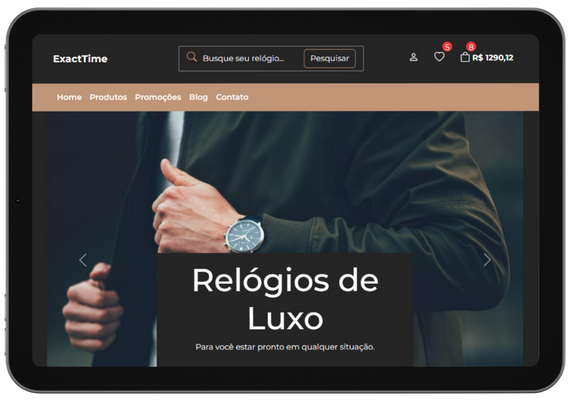 ExactTime
Busque seu relógio...
Pesquisar
5
8
R$ 1290,12
Home Produtos Promoções Blog Contato
Relógios de
Luxo
Para você estar pronto em qualquer situação.